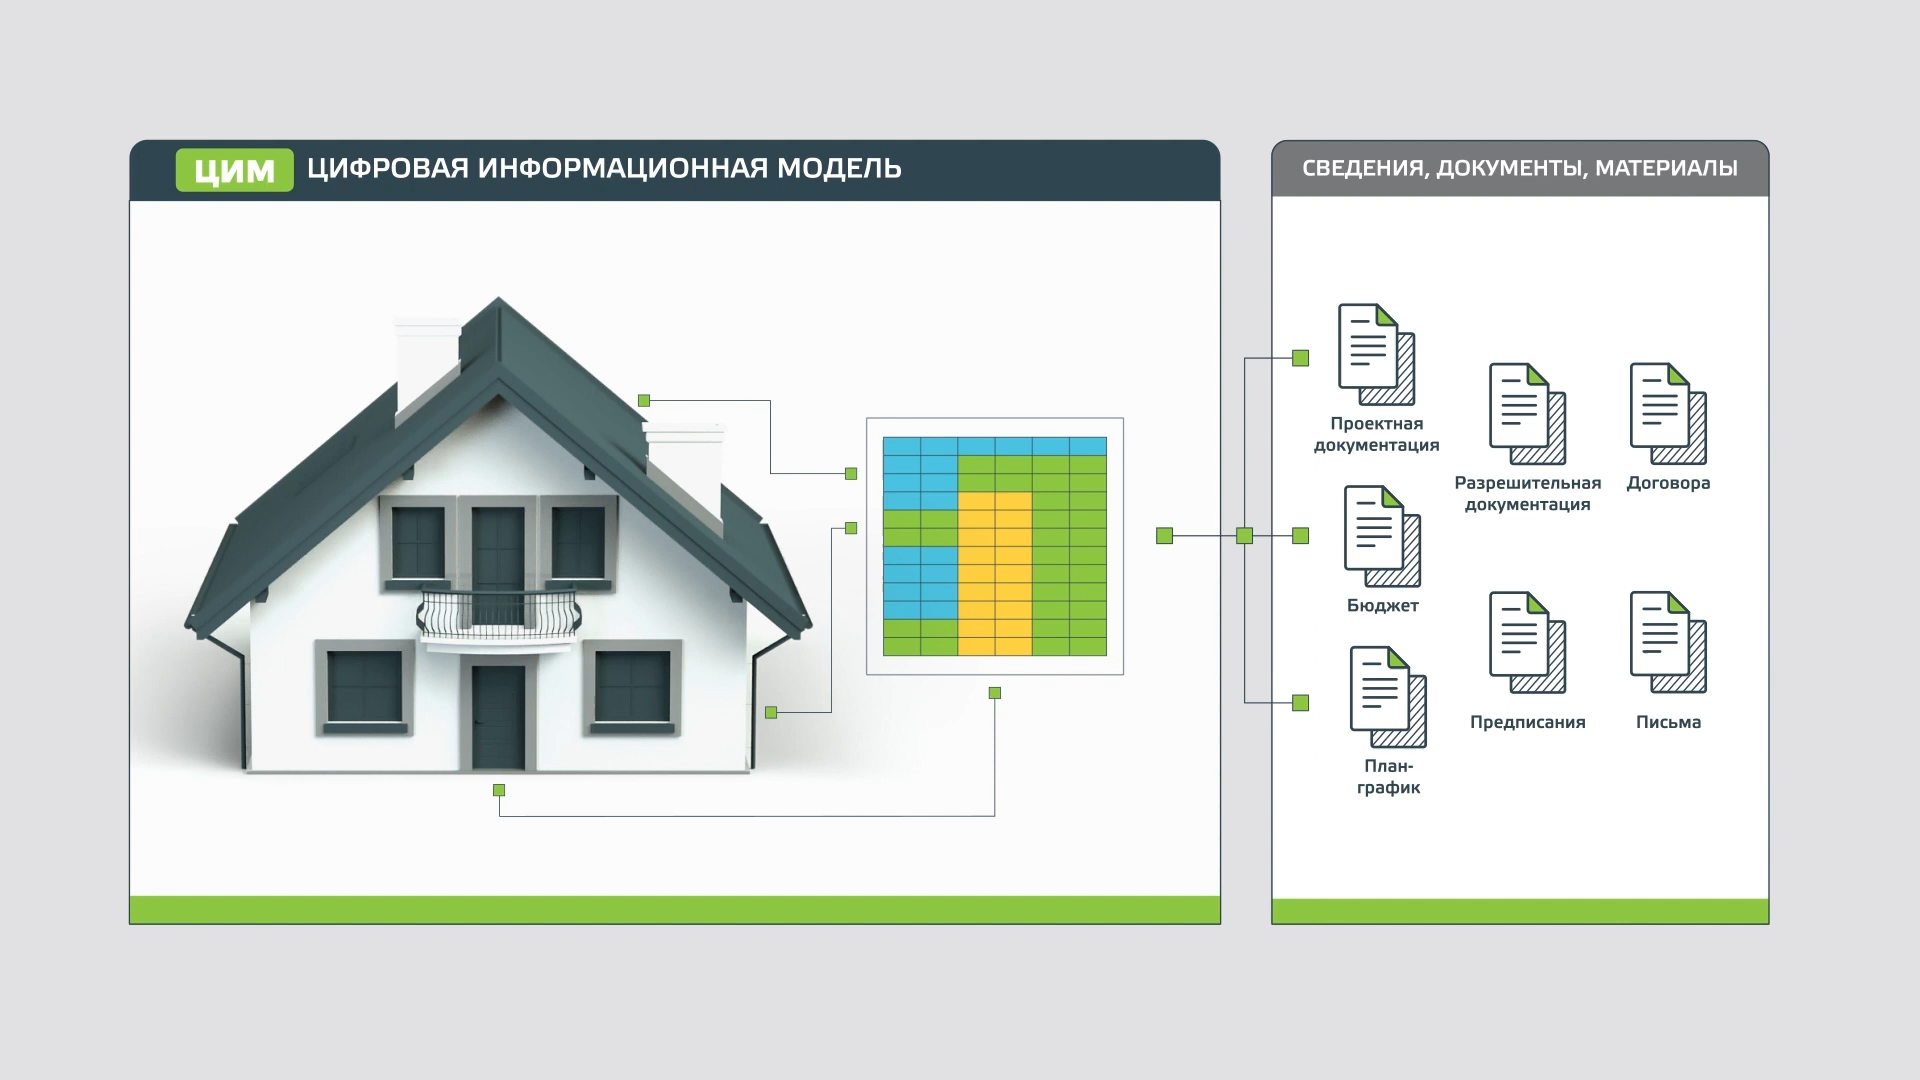 ЦИМ ЦИФРОВАЯ ИНФОРМАЦИОННАЯ МОДЕЛЬ
СВЕДЕНИЯ, ДОКУМЕНТЫ, МАТЕРИАЛЫ
Проектная
документация
Разрешительная
документация
Договора
Бюджет
Предписания
Письма
План-
график